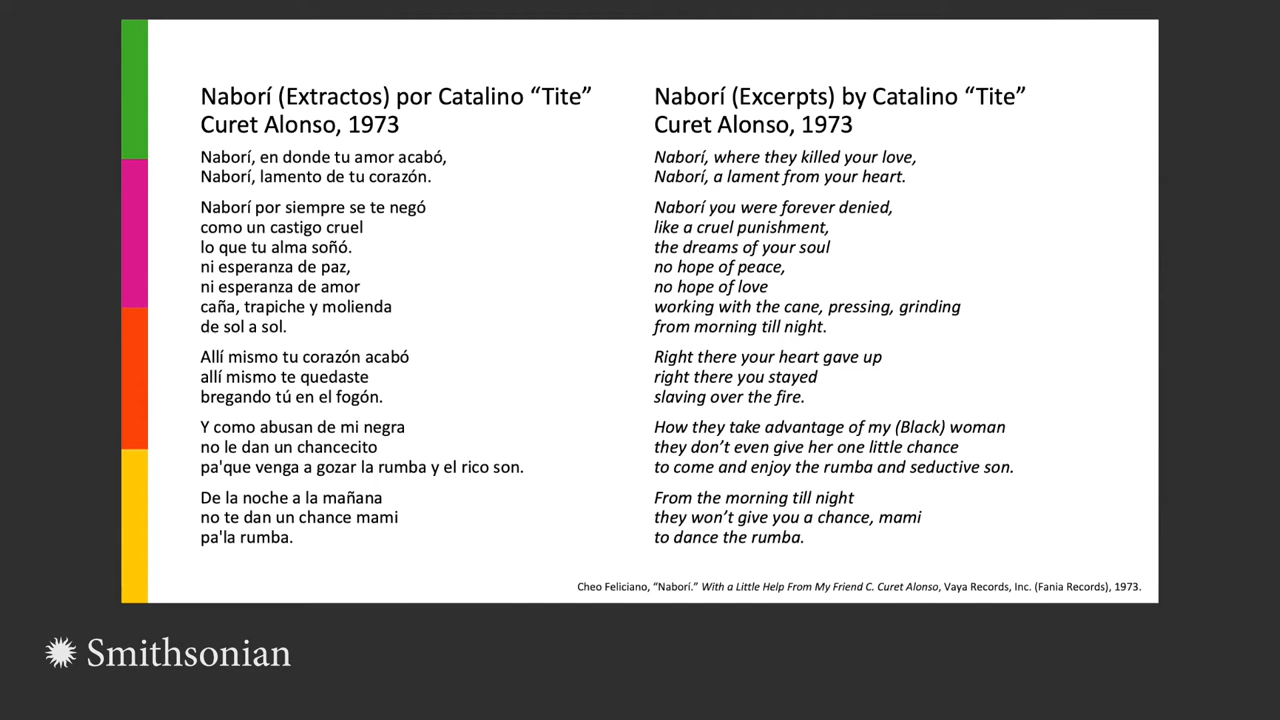 Naborí (Extractos) por Catalino “Tite”
Curet Alonso, 1973
Naborí, en donde tu amor acabó,
Naborí, lamento de tu corazón.
Naborí por siempre se te negó
como un castigo cruel
lo que tu alma soñó.
ni esperanza de paz,
ni esperanza de amor
caña, trapiche y molienda
de sol a sol.
Allí mismo tu corazón acabó
allí mismo te quedaste
bregando tú en el fogón.
Y como abusan de mi negra
no le dan un chancecito
pa'que venga a gozar la rumba y el rico son.
De la noche a la mañana
no te dan un chance mami
pa'la rumba.
Naborí (Excerpts) by Catalino “Tite”
Curet Alonso, 1973
Naborí, where they killed your love,
Naborí, a lament from your heart.
Naborí you were forever denied,
like a cruel punishment,
the dreams of your soul
no hope of peace,
no hope of love
working with the cane, pressing, grinding
from morning till night.
Right there your heart gave up
right there you stayed
slaving over the fire.
How they take advantage of my (Black) woman
they don’t even give her one little chance
to come and enjoy the rumba and seductive son.
From the morning till night
they won’t give you a chance, mami
to dance the rumba.
Cheo Feliciano, “Naborí.” With a Little Help From My Friend C. Curet Alonso, Vaya Records, Inc. (Fania Records), 1973.
Smithsonian